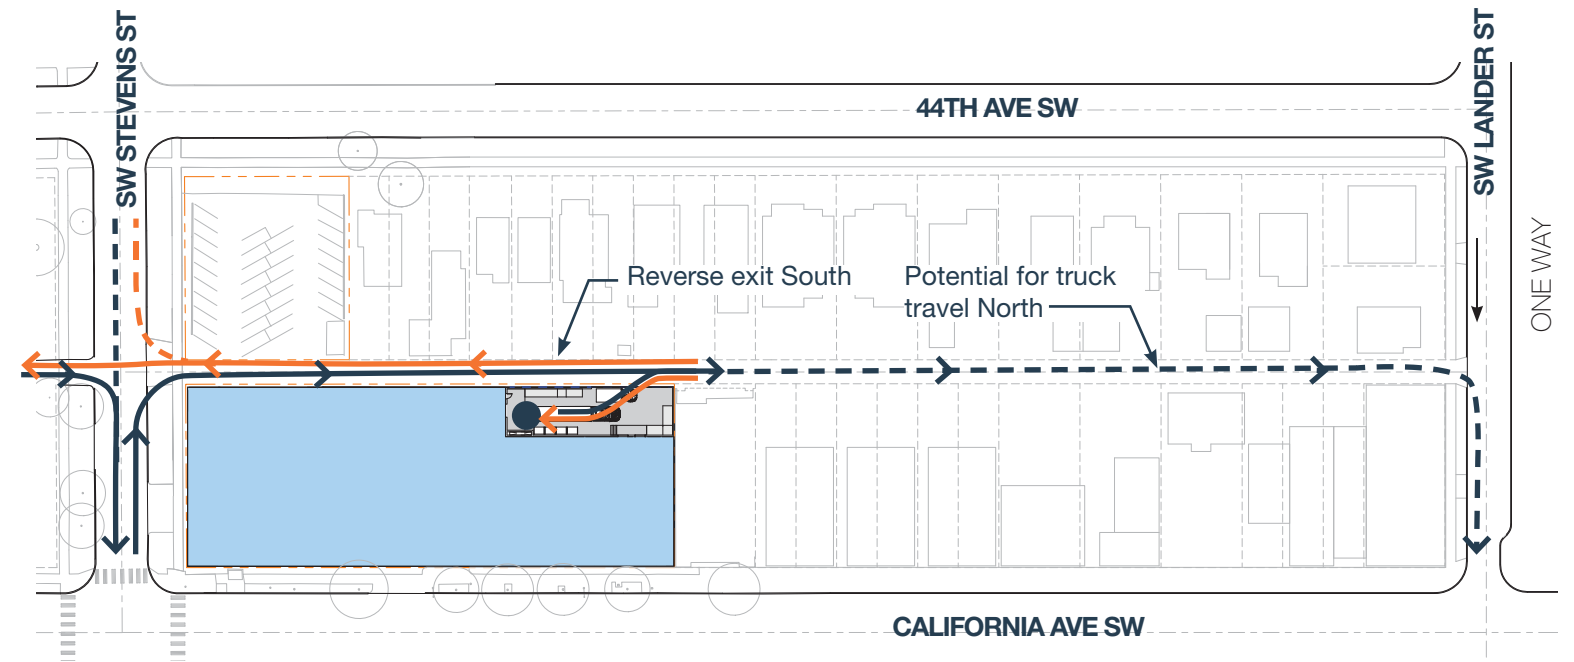 SW STEVENS ST
44TH AVE SW
SW LANDER ST
ONE WAY
Reverse exit South
Potential for truck
travel North
CALIFORNIA AVE SW